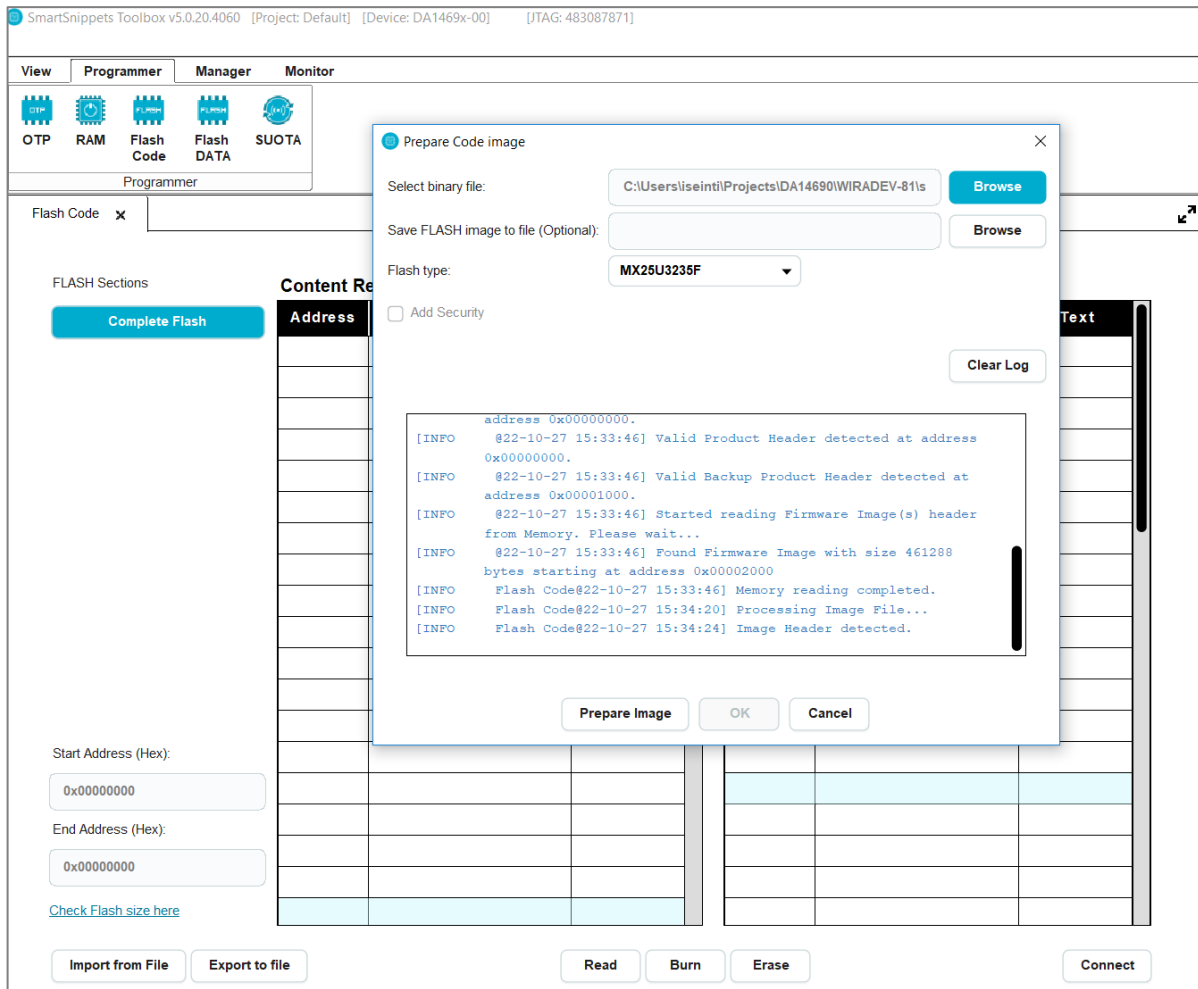 SmartSnippets Toolbox v5.0.20.4060 [Project: Default] [Device: DA1469x-00] [JTAG: 483087871]
View Programmer Manager Monitor
OTP FLASH FLASH
OTP RAM Flash Code Flash DATA SUOTA
Programmer
Flash Code x
FLASH Sections
Complete Flash
Content Re
Address
Text
Prepare Code image
Select binary file: C:\Users\iseinti\Projects\DA14690\WIRADEV-81\s Browse
Save FLASH image to file (Optional): Browse
Flash type: MX25U3235F
Add Security
Clear Log
address 0x00000000.
[INFO @22-10-27 15:33:46] Valid Product Header detected at address
0x00000000.
[INFO @22-10-27 15:33:46] Valid Backup Product Header detected at
address 0x00001000.
[INFO @22-10-27 15:33:46] Started reading Firmware Image(s) header
from Memory. Please wait...
[INFO @22-10-27 15:33:46] Found Firmware Image with size 461288
bytes starting at address 0x00002000
[INFO Flash Code@22-10-27 15:33:46] Memory reading completed.
[INFO Flash Code@22-10-27 15:34:20] Processing Image File...
[INFO Flash Code@22-10-27 15:34:24] Image Header detected.
Prepare Image OK Cancel
Start Address (Hex):
0x00000000
End Address (Hex):
0x00000000
Check Flash size here
Import from File Export to file Read Burn Erase Connect